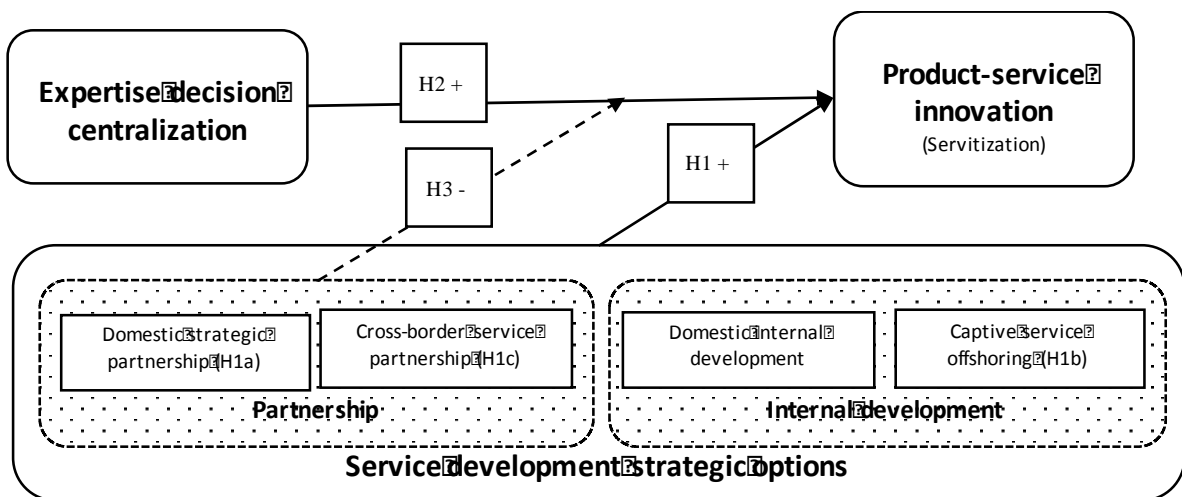 Expertise decision
centralization
H2 +
Product-service
innovation
(Servitization)
H3 -
H1 +
Domestic strategic
partnership (H1a)
Cross-border service
partnership (H1c)
Partnership
Domestic internal
development
Captive service
offshoring (H1b)
Internal development
Service development strategic options